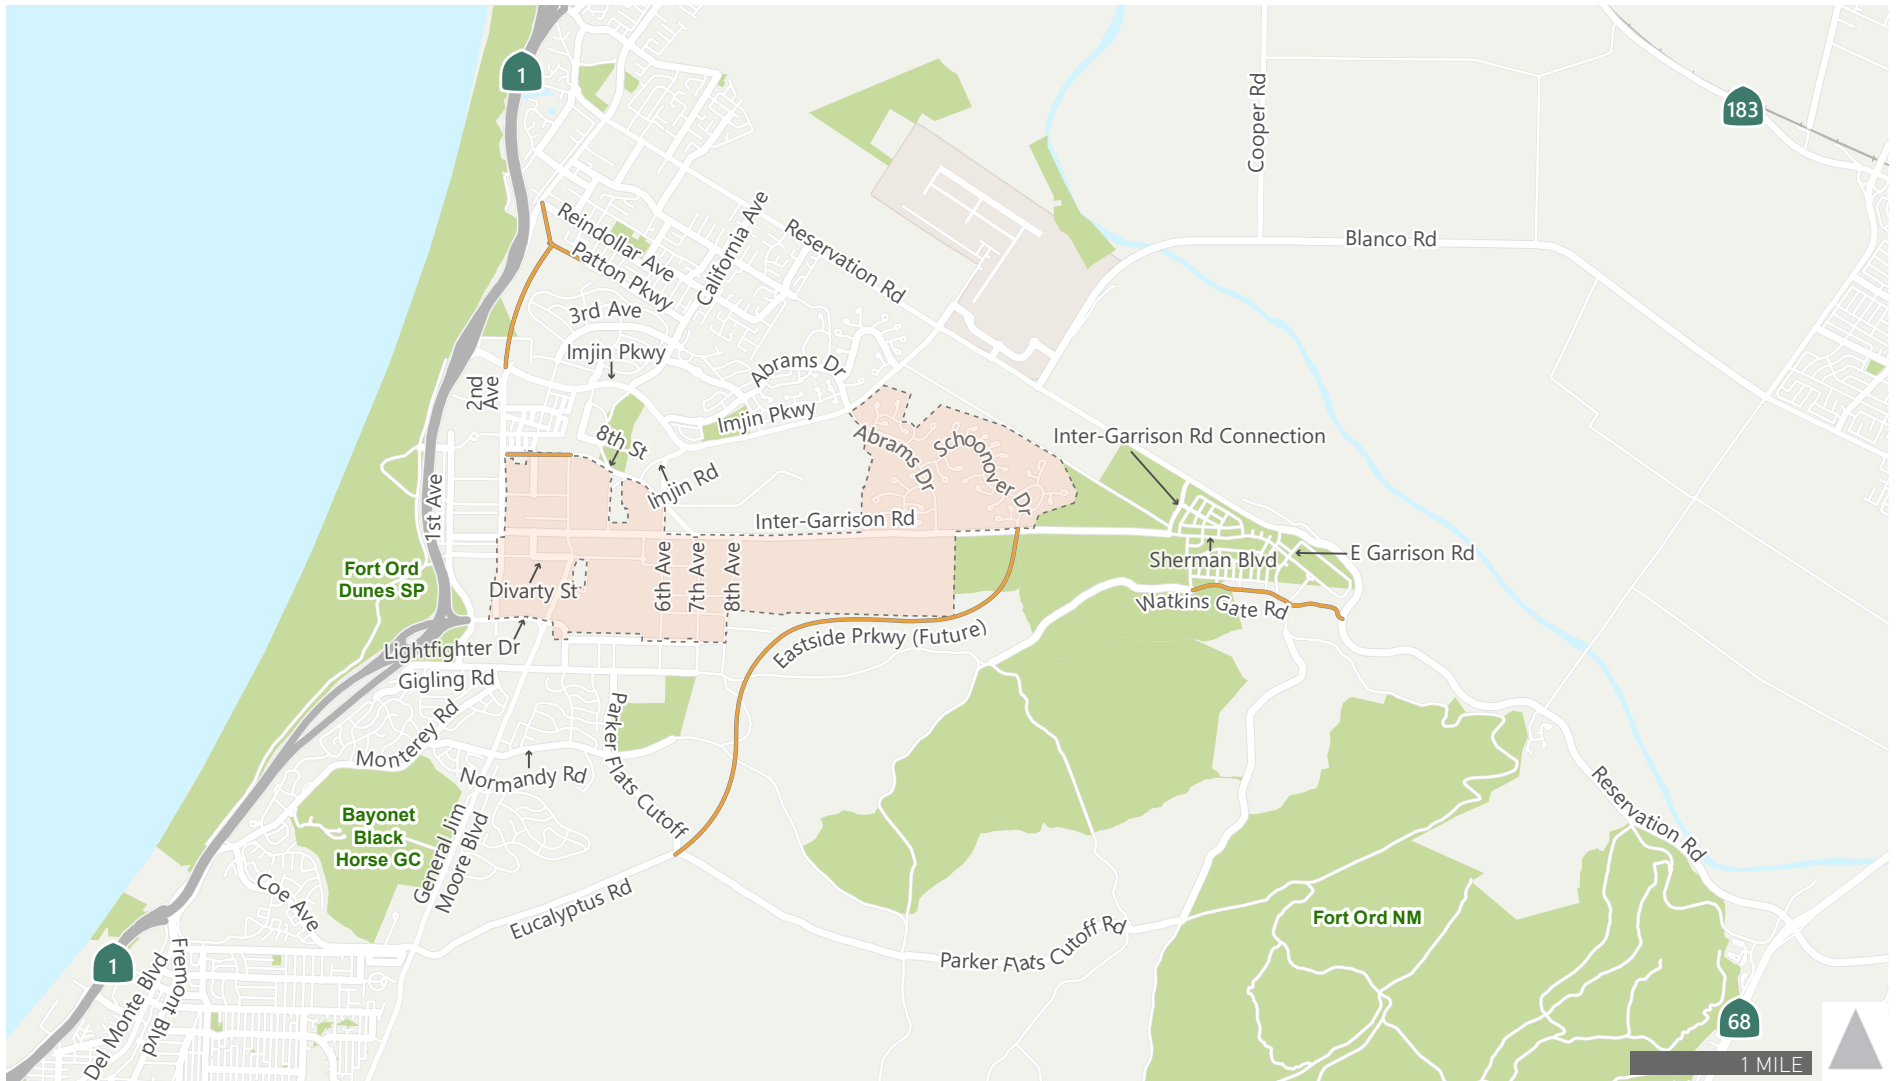 1
183
Cooper Rd
Blanco Rd
Reindollar Ave
Patton Pkwy
California Ave
Reservation Rd
3rd Ave
Imjin Pkwy
Abrams Dr
2nd
Ave
Imjin Pkwy
8th St
Imjin Rd
Abrams Dr
Schoonover Dr
Inter-Garrison Rd Connection
1st Ave
Inter-Garrison Rd
Sherman Blvd
E Garrison Rd
Fort Ord
Dunes SP
Divarty St
6th Ave
7th Ave
8th Ave
Watkins Gate Rd
Lightfighter Dr
Eastside Prkwy (Future)
Gigling Rd
Parker Flats Cutoff
Monterey Rd
Normandy Rd
Reservation Rd
Bayonet
Black
Horse GC
General Jim
Moore Blvd
Coe Ave
Eucalyptus Rd
Fort Ord NM
Parker Flats Cutoff Rd
1
Del Monte Blvd
Fremont Blvd
68
1 MILE